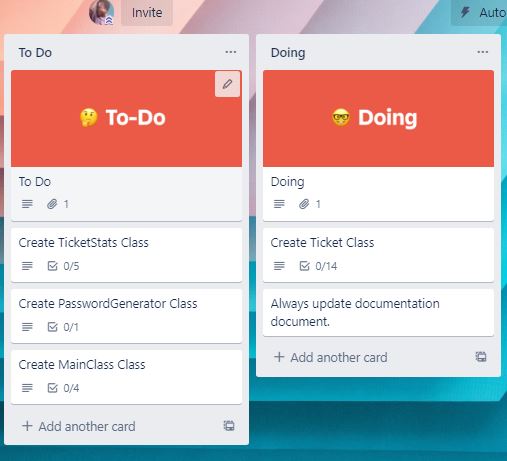 Invite
Auto
To Do
To-Do
To Do
1
Create TicketStats Class
0/5
Create PasswordGenerator Class
0/1
Create MainClass Class
0/4
+ Add another card
Doing
Doing
Doing
1
Create Ticket Class
0/14
Always update documentation
document.
+ Add another card